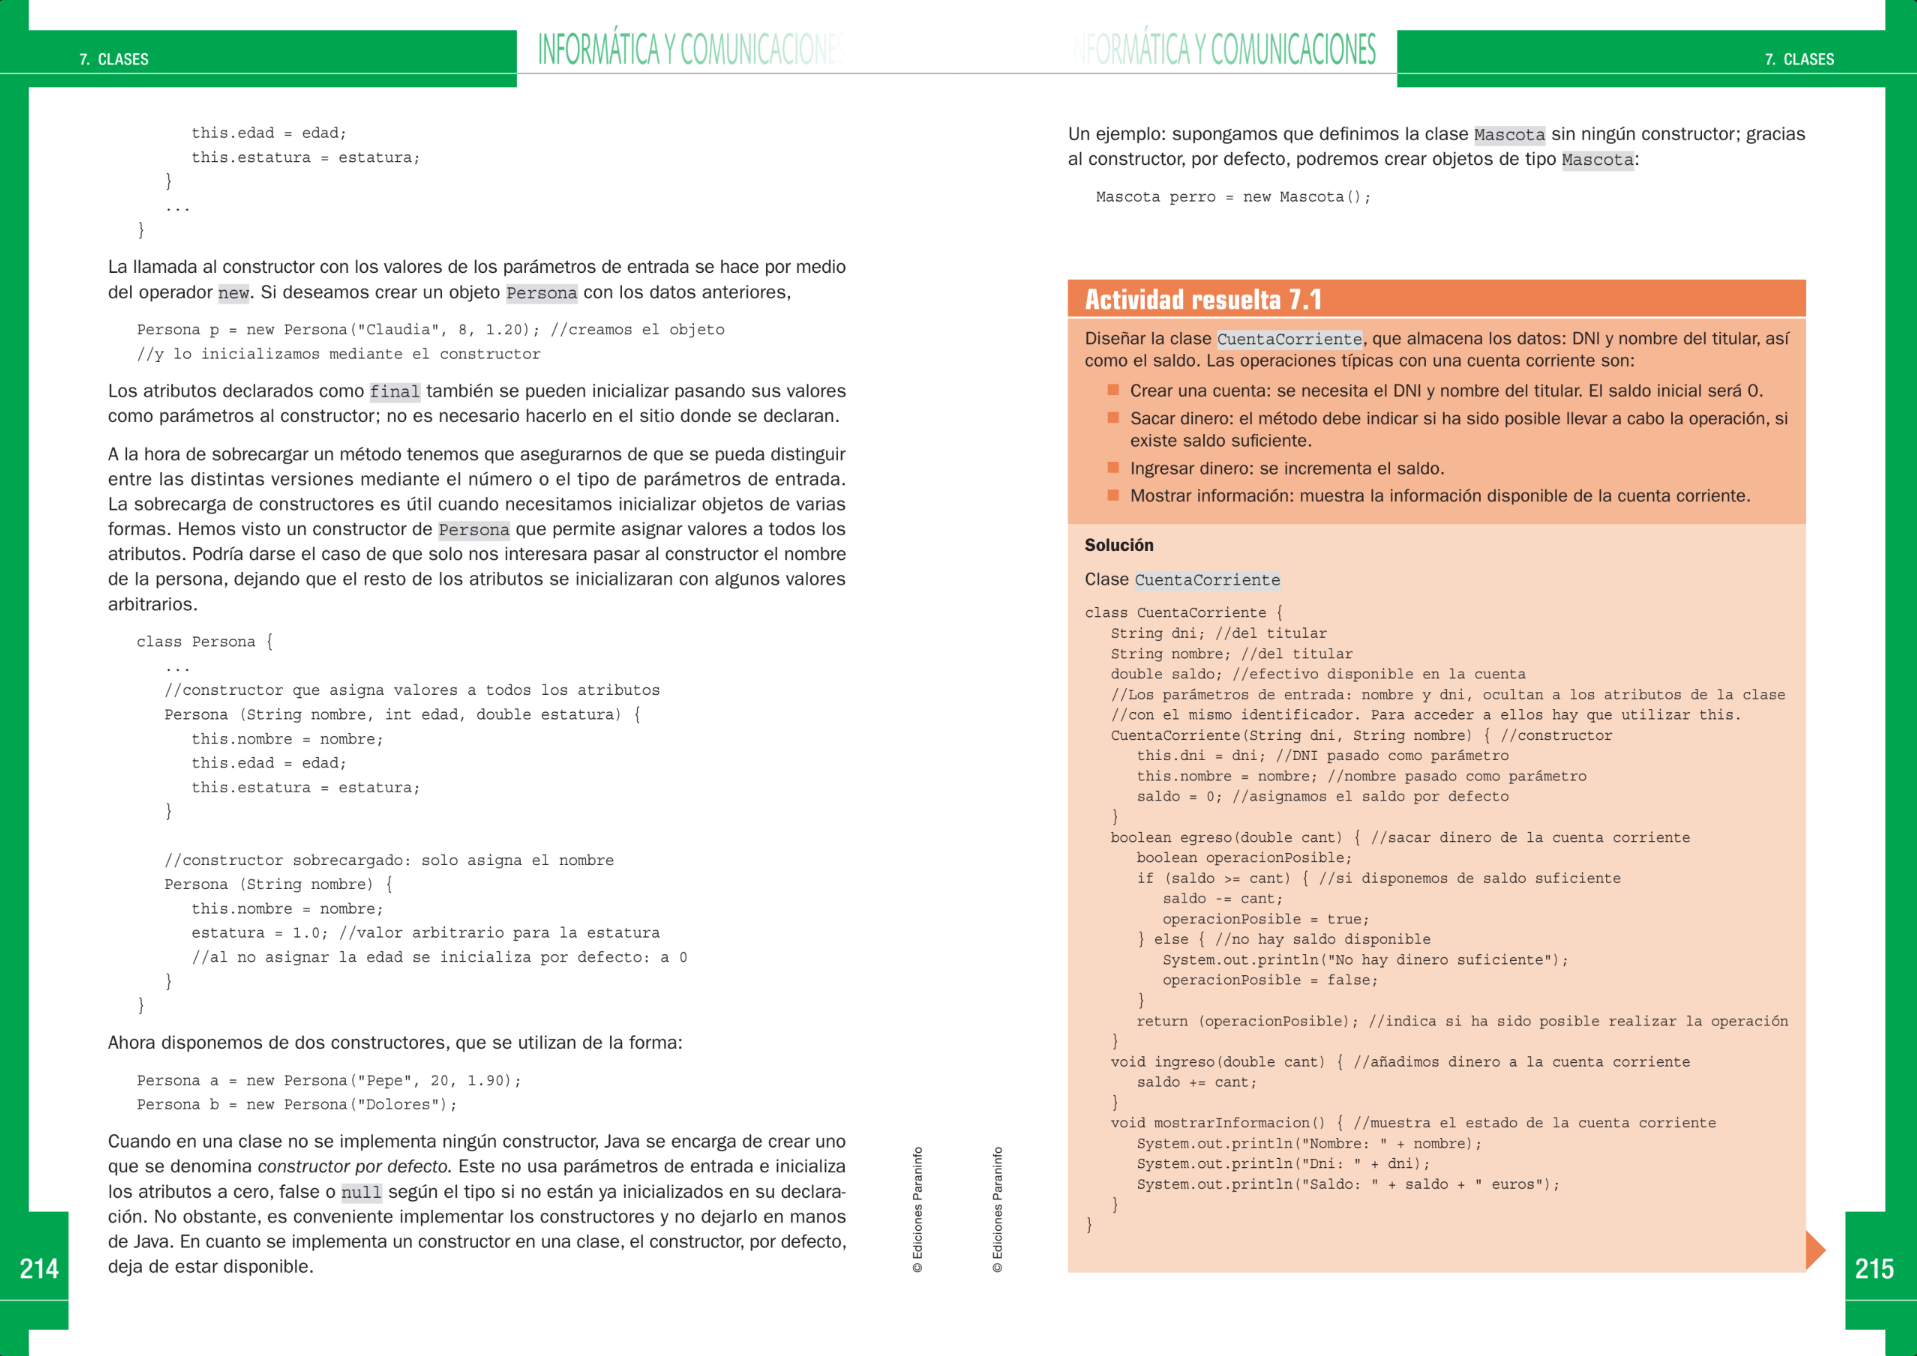 7. CLASES
INFORMÁTICA Y COMUNICACIONES
this.edad = edad;
this.estatura = estatura;
}
...
}
La llamada al constructor con los valores de los parámetros de entrada se hace por medio
del operador new. Si deseamos crear un objeto Persona con los datos anteriores,
Persona p = new Persona("Claudia", 8, 1.20); //creamos el objeto
//y lo inicializamos mediante el constructor
Los atributos declarados como final también se pueden inicializar pasando sus valores
como parámetros al constructor; no es necesario hacerlo en el sitio donde se declaran.
A la hora de sobrecargar un método tenemos que asegurarnos de que se pueda distinguir
entre las distintas versiones mediante el número o el tipo de parámetros de entrada.
La sobrecarga de constructores es útil cuando necesitamos inicializar objetos de varias
formas. Hemos visto un constructor de Persona que permite asignar valores a todos los
atributos. Podría darse el caso de que solo nos interesara pasar al constructor el nombre
de la persona, dejando que el resto de los atributos se inicializaran con algunos valores
arbitrarios.
class Persona {
...
//constructor que asigna valores a todos los atributos
Persona (String nombre, int edad, double estatura) {
this.nombre = nombre;
this.edad = edad;
this.estatura = estatura;
}
//constructor sobrecargado: solo asigna el nombre
Persona (String nombre) {
this.nombre = nombre;
estatura = 1.0; //valor arbitrario para la estatura
//al no asignar la edad se inicializa por defecto: a 0
}
}
Ahora disponemos de dos constructores, que se utilizan de la forma:
Persona a = new Persona("Pepe", 20, 1.90);
Persona b = new Persona("Dolores");
Cuando en una clase no se implementa ningún constructor, Java se encarga de crear uno
que se denomina constructor por defecto. Este no usa parámetros de entrada e inicializa
los atributos a cero, false o null según el tipo si no están ya inicializados en su declara-
ción. No obstante, es conveniente implementar los constructores y no dejarlo en manos
de Java. En cuanto se implementa un constructor en una clase, el constructor, por defecto,
deja de estar disponible.
© Ediciones Paraninfo
214
INFORMÁTICA Y COMUNICACIONES
7. CLASES
Un ejemplo: supongamos que definimos la clase Mascota sin ningún constructor; gracias
al constructor, por defecto, podremos crear objetos de tipo Mascota:
Mascota perro = new Mascota();
Actividad resuelta 7.1
Diseñar la clase CuentaCorriente, que almacena los datos: DNI y nombre del titular, así
como el saldo. Las operaciones típicas con una cuenta corriente son:
■ Crear una cuenta: se necesita el DNI y nombre del titular. El saldo inicial será 0.
■ Sacar dinero: el método debe indicar si ha sido posible llevar a cabo la operación, si
existe saldo suficiente.
■ Ingresar dinero: se incrementa el saldo.
■ Mostrar información: muestra la información disponible de la cuenta corriente.
Solución
Clase CuentaCorriente
class CuentaCorriente {
String dni; //del titular
String nombre; //del titular
double saldo; //efectivo disponible en la cuenta
//Los parámetros de entrada: nombre y dni, ocultan a los atributos de la clase
//con el mismo identificador. Para acceder a ellos hay que utilizar this.
CuentaCorriente(String dni, String nombre) { //constructor
this.dni = dni; //DNI pasado como parámetro
this.nombre = nombre; //nombre pasado como parámetro
saldo = 0; //asignamos el saldo por defecto
}
boolean egreso(double cant) { //sacar dinero de la cuenta corriente
boolean operacionPosible;
if (saldo >= cant) { //si disponemos de saldo suficiente
saldo -= cant;
operacionPosible = true;
} else { //no hay saldo disponible
System.out.println("No hay dinero suficiente");
operacionPosible = false;
}
return (operacionPosible); //indica si ha sido posible realizar la operación
}
void ingreso(double cant) { //añadimos dinero a la cuenta corriente
saldo += cant;
}
void mostrarInformacion() { //muestra el estado de la cuenta corriente
System.out.println("Nombre: " + nombre);
System.out.println("Dni: " + dni);
System.out.println("Saldo: " + saldo + " euros");
}
}
© Ediciones Paraninfo
215